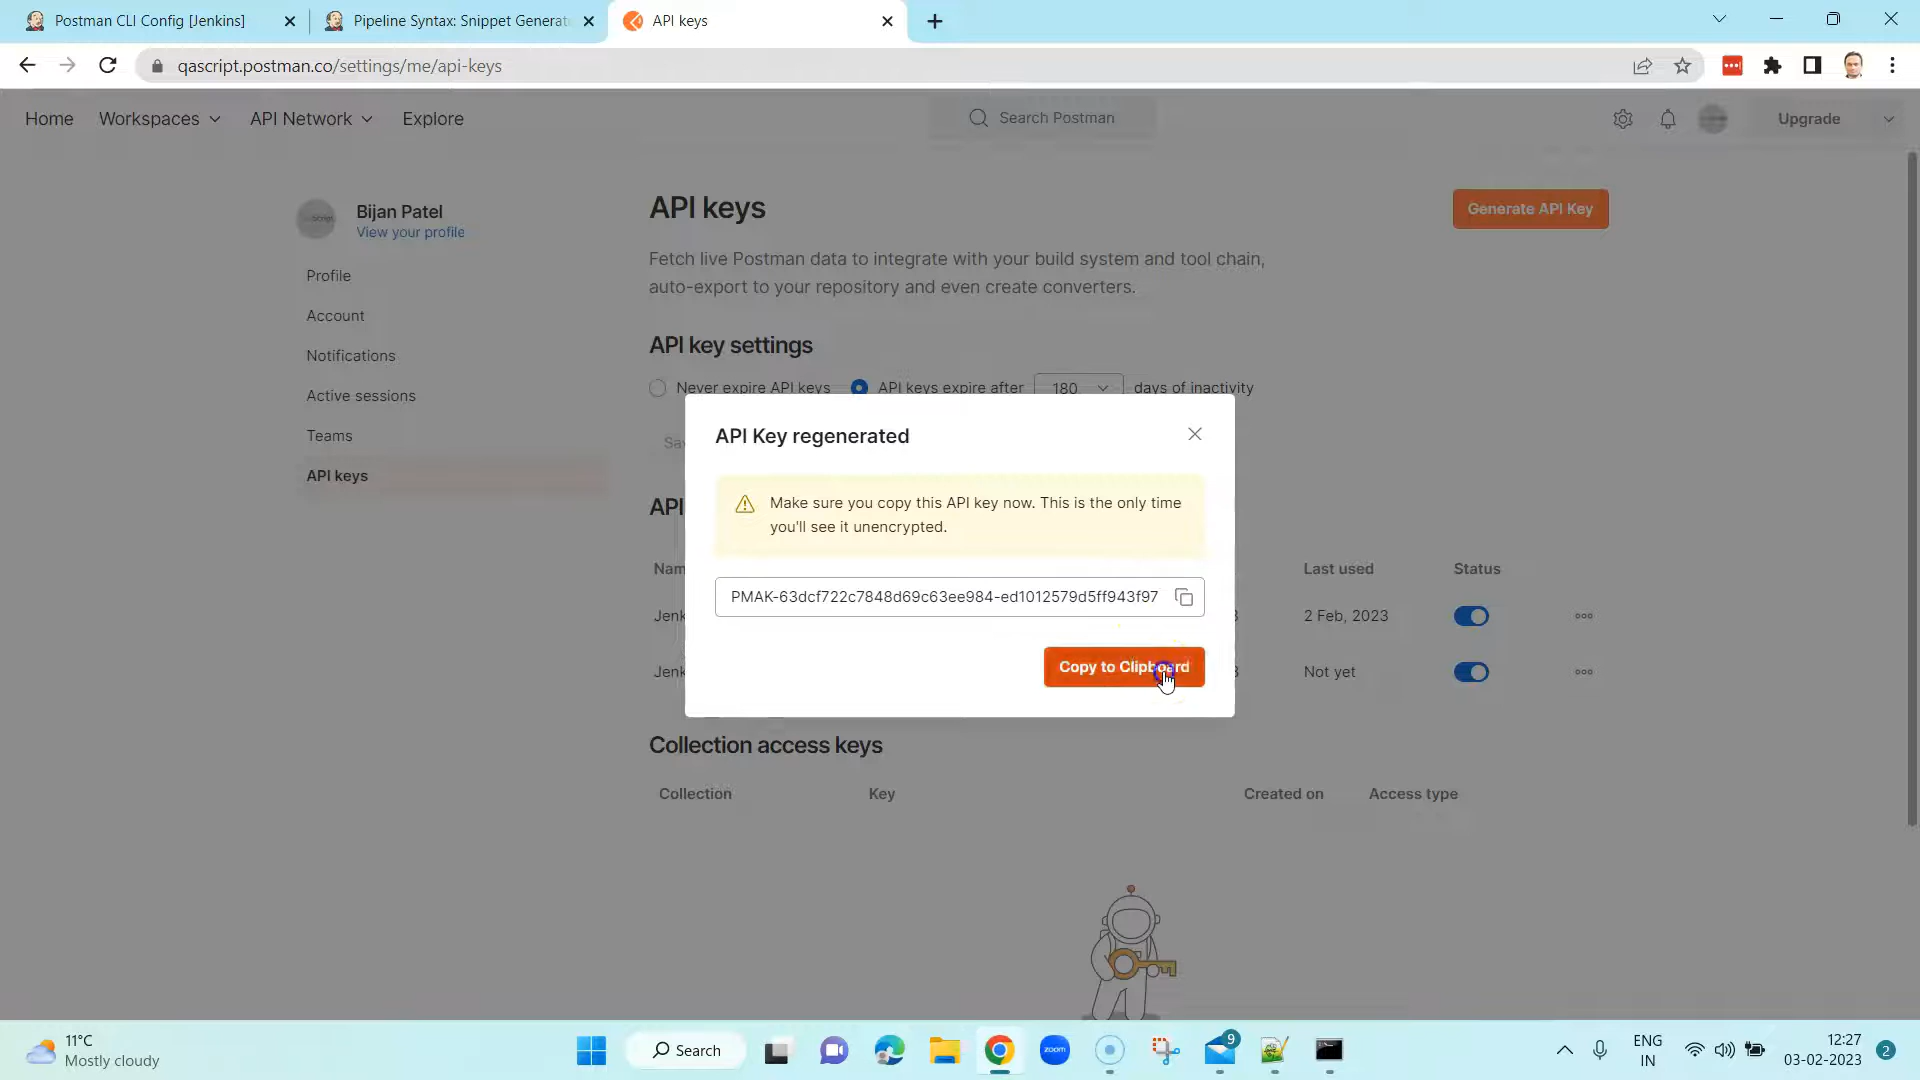 Postman CLI Config [Jenkins]
Pipeline Syntax: Snippet Generat
API keys
qascript.postman.co/settings/me/api-keys
Home
Workspaces
API Network
Explore
Search Postman
Upgrade
Bijan Patel
View your profile
Profile
Account
Notifications
Active sessions
Teams
API keys
API keys
Generate API Key
Fetch live Postman data to integrate with your build system and tool chain,
auto-export to your repository and even create converters.
API key settings
Never expire API keys
API keys expire after
180
days of inactivity
API Key regenerated
Make sure you copy this API key now. This is the only time
you'll see it unencrypted.
PMAK-63dcf722c7848d69c63ee984-ed1012579d5ff943f97
Copy to Clipboard
API
Nam
Last used
Status
Jenk
2 Feb, 2023
Jenk
Not yet
Collection access keys
Collection
Key
Created on
Access type
11°C
Mostly cloudy
Search
zoom
9
ENG
IN
12:27
03-02-2023
2